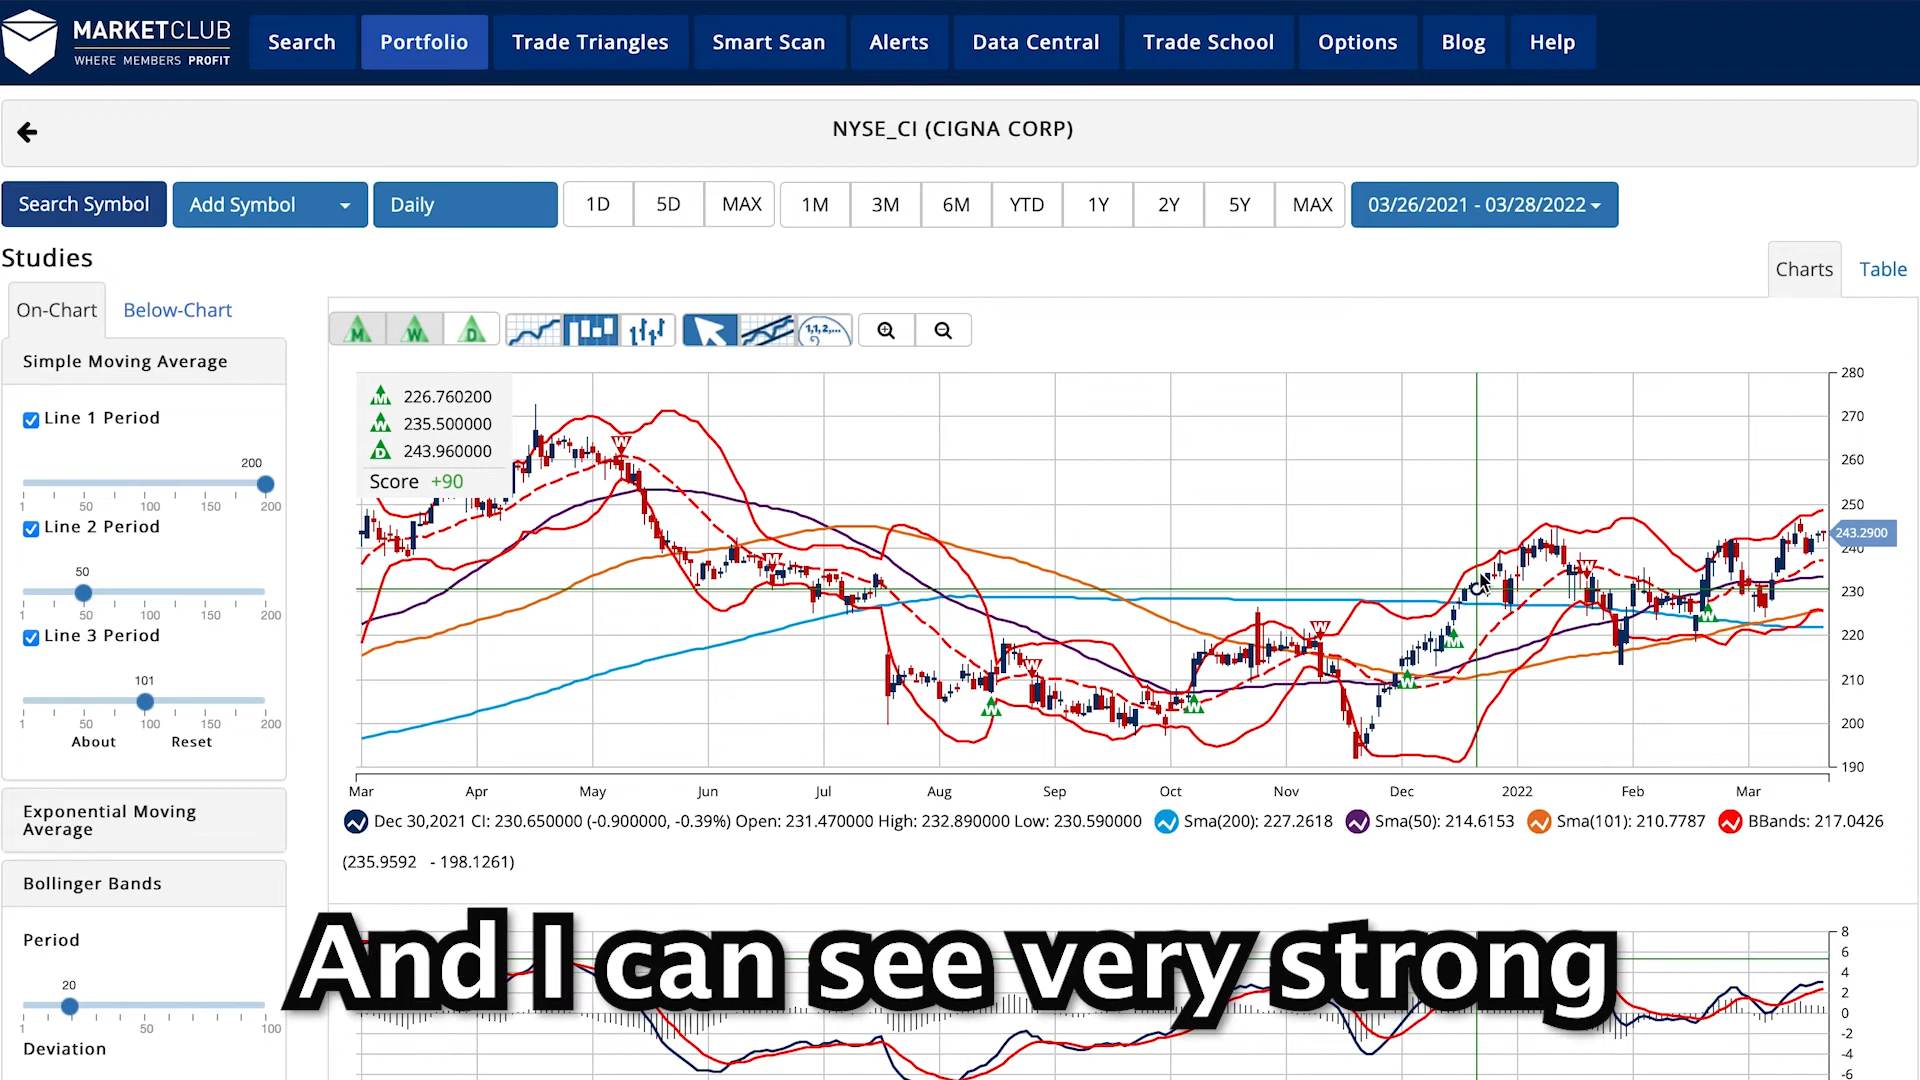 MARKETCLUB
WHERE MEMBERS PROFIT
Search
Portfolio
Trade Triangles
Smart Scan
Alerts
Data Central
Trade School
Options
Blog
Help
NYSE_CI (CIGNA CORP)
Search Symbol
Add Symbol
Daily
1D
5D
MAX
1M
3M
6M
YTD
1Y
2Y
5Y
MAX
03/26/2021 - 03/28/2022
Studies
Charts
Table
On-Chart
Below-Chart
Simple Moving Average
Line 1 Period
200
1 50 100 150 200
Line 2 Period
50
1 50 100 150 200
Line 3 Period
101
1 50 100 150 200
About
Reset
Exponential Moving
Average
Bollinger Bands
Period
20
1 50 100
Deviation
M
W
D
1,1,2,...
M 226.760200
W 235.500000
D 243.960000
Score +90
W
W
W
W
W
W
W
W
W
W
280
270
260
250
243.2900
240
230
220
210
200
190
Mar Apr May Jun Jul Aug Sep Oct Nov Dec 2022 Feb Mar
Dec 30,2021 CI: 230.650000 (-0.900000, -0.39%) Open: 231.470000 High: 232.890000 Low: 230.590000
Sma(200): 227.2618
Sma(50): 214.6153
Sma(101): 210.7787
BBands: 217.0426
(235.9592 - 198.1261)
And I can see very strong
8
6
4
2
0
-2
-4
-6